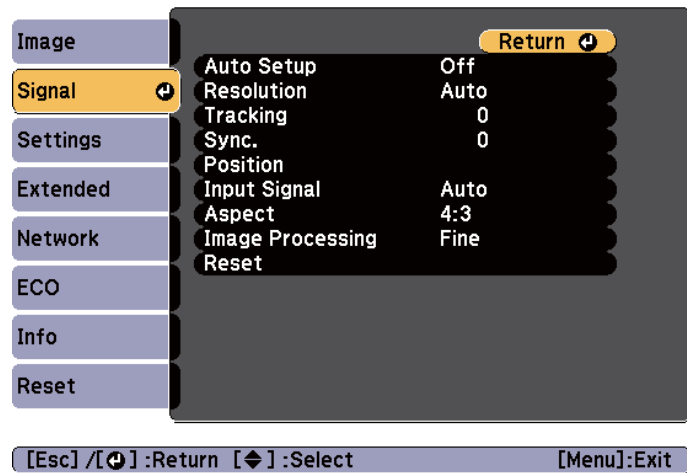 Image
Signal
Settings
Extended
Network
ECO
Info
Reset
Return
Auto Setup Off
Resolution Auto
Tracking 0
Sync. 0
Position
Input Signal Auto
Aspect 4:3
Image Processing Fine
Reset
[Esc] /[⏎] :Return [◆] :Select [Menu]:Exit